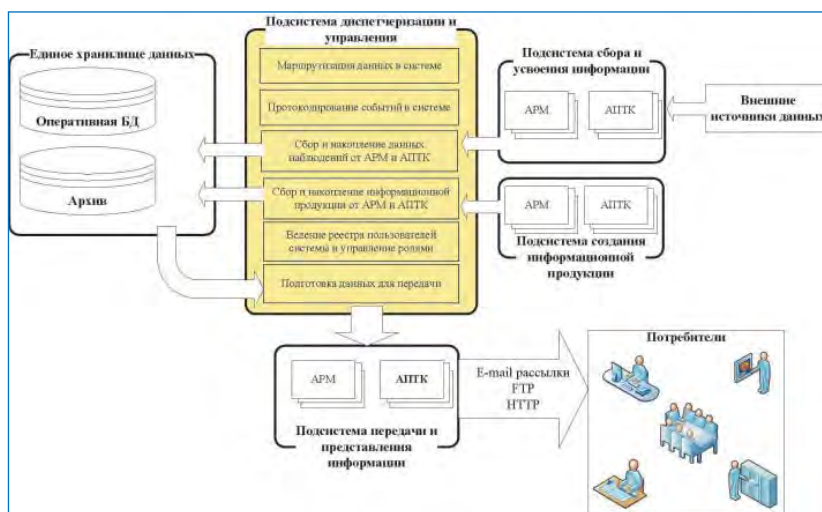 Подсистема диспетчеризации и
управления
Единое хранилище данных
Оперативная БД
Архив
Маршрутизация данных в системе
Протоколирование событий в системе
Сбор и накопление данных
наблюдений от АРМ и АПТК
Сбор и накопление информационной
продукции от АРМ и АПТК
Ведение реестра пользователей
системы и управление ролями
Подготовка данных для передачи
Подсистема сбора и
усвоения информации
АРМ
АПТК
Внешние
источники данных
АРМ
АПТК
Подсистема создания
информационной
продукции
АРМ
АПТК
Подсистема передачи и
представления
информации
E-mail рассылки
FTP
HTTP
Потребители